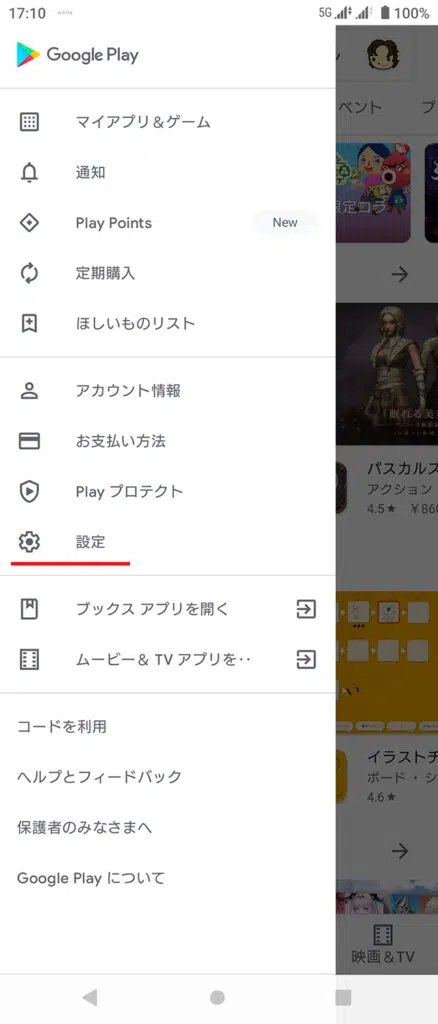 17:10
5G
100%
Google Play
マイアプリ＆ゲーム
通知
Play Points
New
定期購入
ほしいものリスト
アカウント情報
お支払い方法
Play プロテクト
設定
ブックス アプリを開く
ムービー＆ TV アプリを‥
コードを利用
ヘルプとフィードバック
保護者のみなさまへ
Google Play について
ベント
プ
限定コラ
眠れる美
パスカルズ
アクション
4.5★
￥860
い
イラストチ
ボード・シ
4.6★
映画＆TV